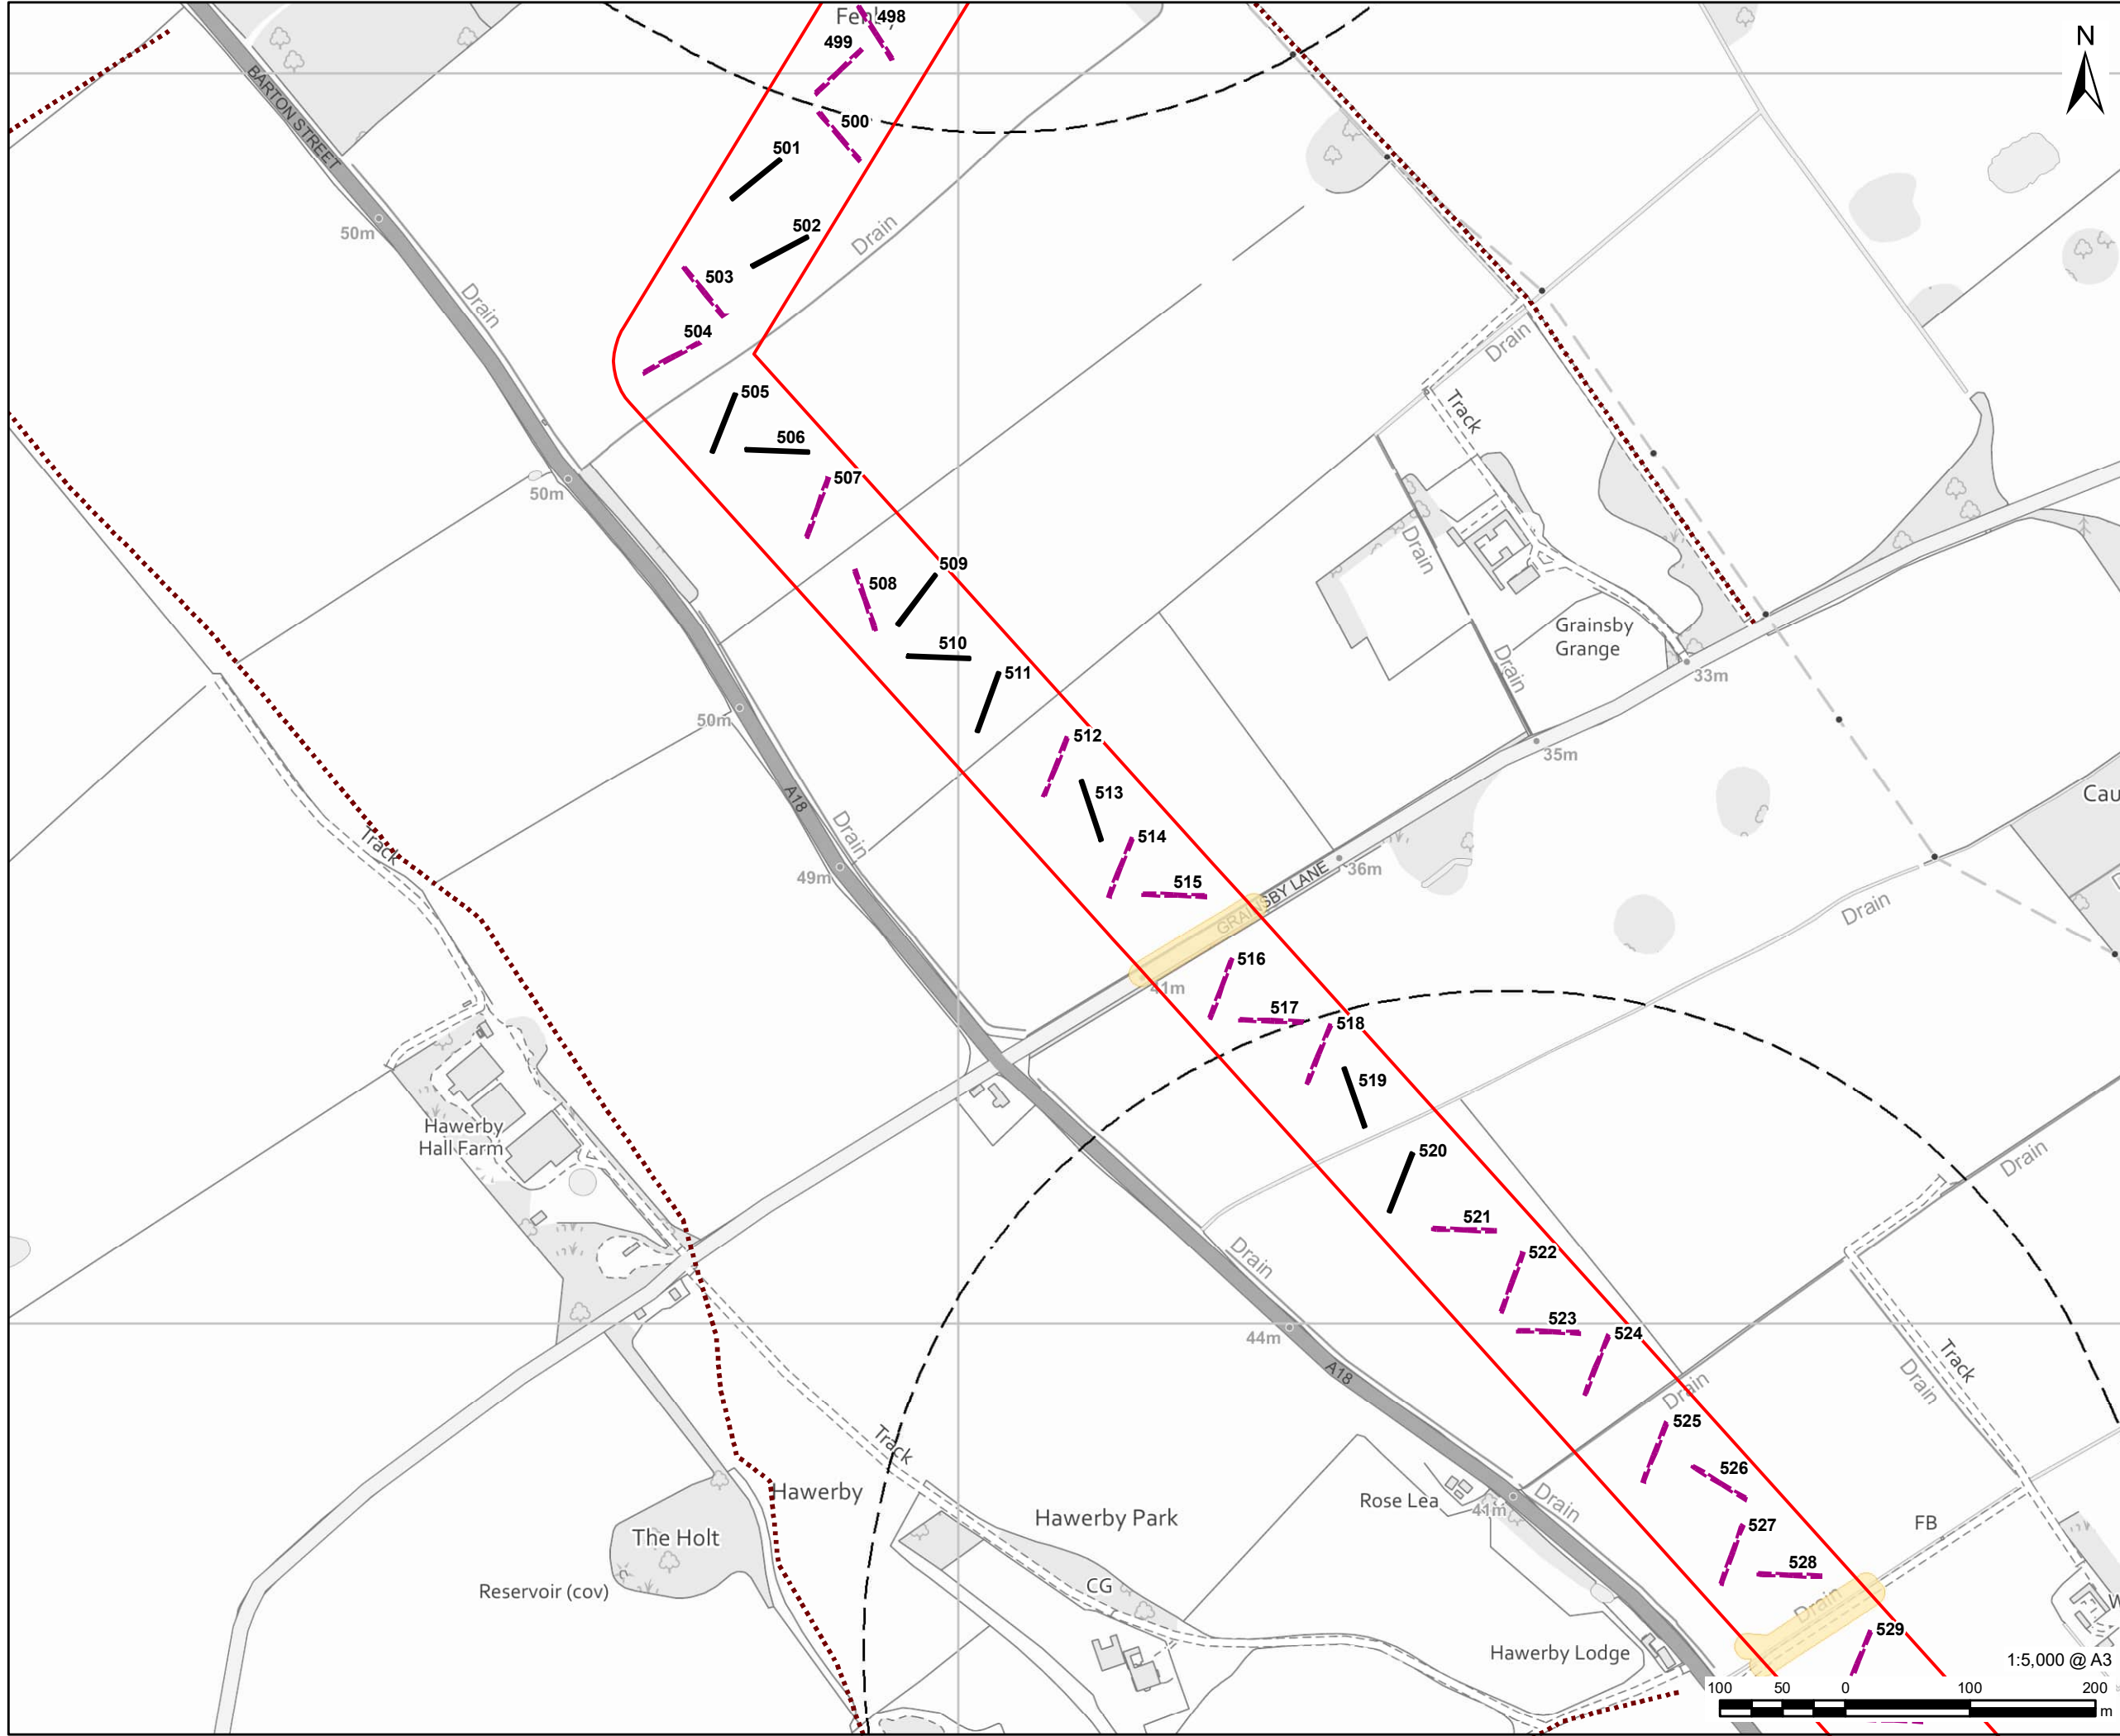 498
499
N
BARTON STREET
500
501
50m
502
Drain
503
Drain
504
Drain
505
Track
506
507
50m
Drain
509
508
Grainsby
Grange
510
Drain
511
33m
50m
512
35m
A18
513
Cau
Drain
514
Track
36m
49m
515
SBY LANE
Drain
516
41m
517
518
519
Hawerby
Hall Farm
520
Drain
521
Drain
522
523
524
44m
A18
Track
Drain
Drain
525
Track
526
Hawerby
Rose Lea
Drain
41m
Hawerby Park
527
FB
The Holt
528
Reservoir (cov)
CG
Drain
529
Hawerby Lodge
1:5,000 @ A3
100 50 0 100 200
m